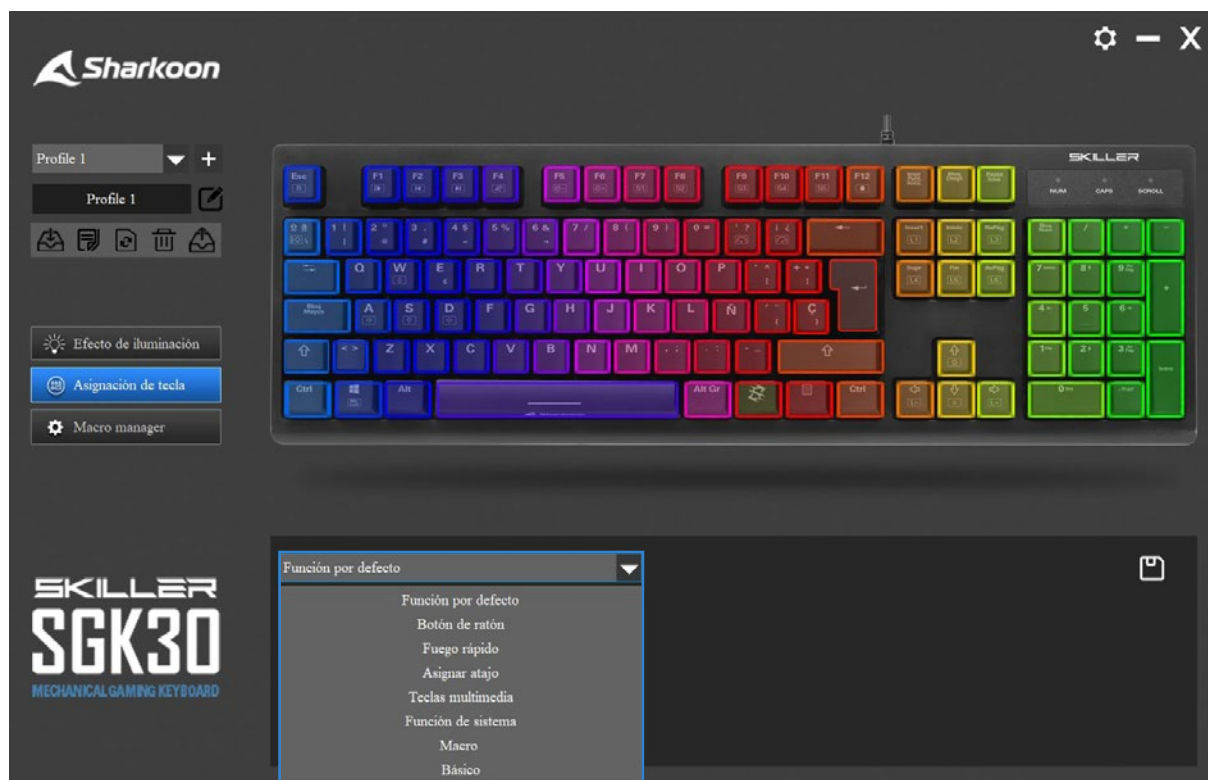 Sharkoon
Profile 1
Profile 1
Efecto de iluminación
Asignación de tecla
Macro manager
SKILLER
NUM CAPS SCROLL
Esc F1 F2 F3 F4 F5 F6 F7 F8 F9 F10 F11 F12
Q W E R T Y U I O P
A S D F G H J K L Ñ Ç
Z X C V B N M
Ctrl Alt Alt Gr Ctrl
SKILLER
SGK30
MECHANICAL GAMING KEYBOARD
Función por defecto
Función por defecto
Botón de ratón
Fuego rápido
Asignar atajo
Teclas multimedia
Función de sistema
Macro
Básico